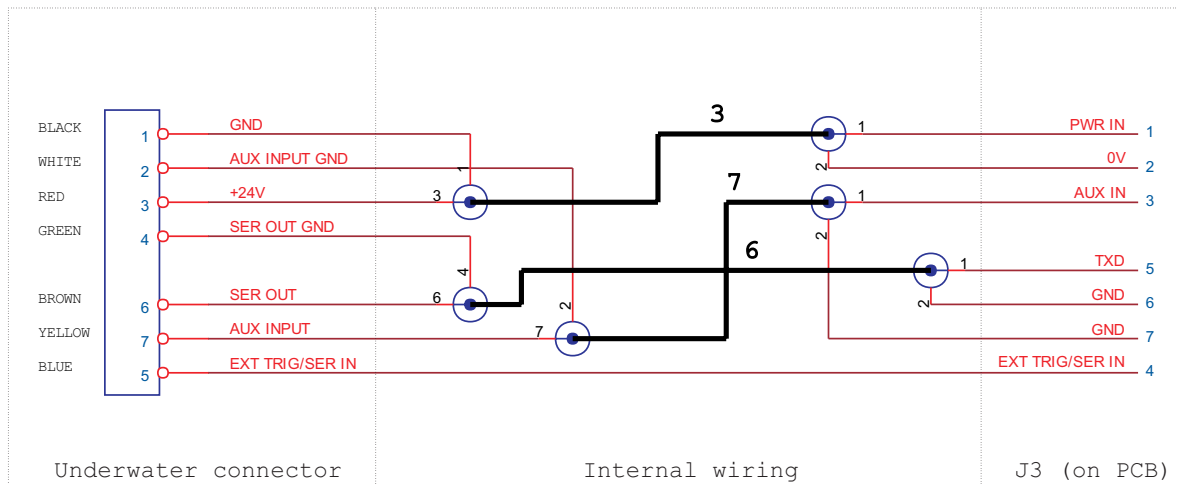 3
BLACK 1 GND 1 PWR IN 1
WHITE 2 AUX INPUT GND 1 2 0V 2
7
RED 3 +24V 3 1 AUX IN 3
GREEN 4 SER OUT GND 2
6
4 1 TXD 5
BROWN 6 SER OUT 6 2 2 GND 6
YELLOW 7 AUX INPUT 7 GND 7
BLUE 5 EXT TRIG/SER IN EXT TRIG/SER IN 4
Underwater connector Internal wiring J3 (on PCB)